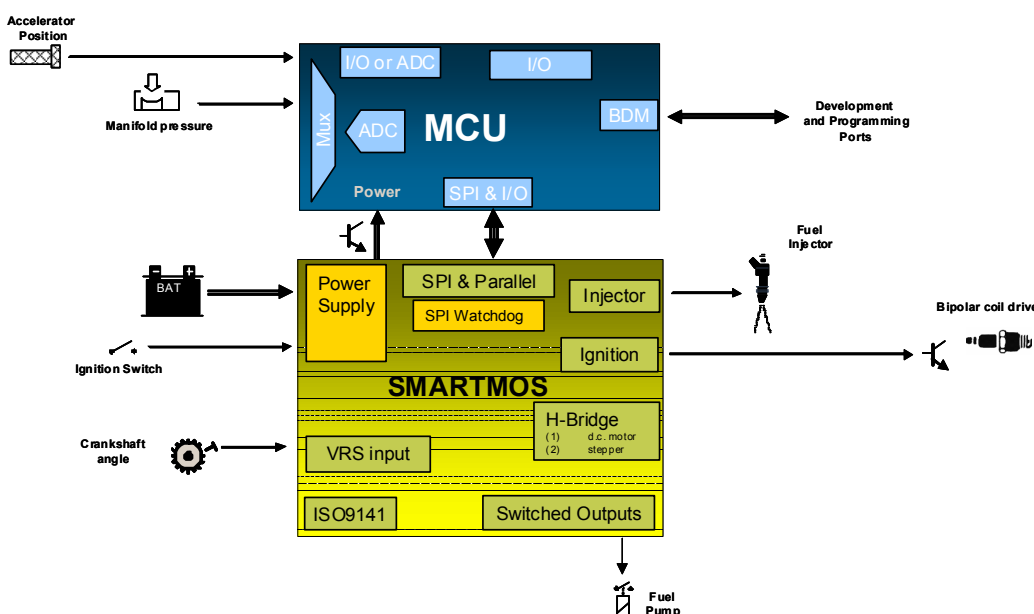 Accelerator
Position
I/O or ADC
I/O
Mux
ADC
MCU
BDM
Development
and Programming
Ports
Manifold pressure
Power
SPI & I/O
Fuel
Injector
BAT
Power
Supply
SPI & Parallel
SPI Watchdog
Injector
Bipolar coil drive
Ignition Switch
Ignition
SMARTMOS
H-Bridge
(1) d.c. motor
(2) stepper
Crankshaft
angle
VRS input
ISO9141
Switched Outputs
Fuel
Pump